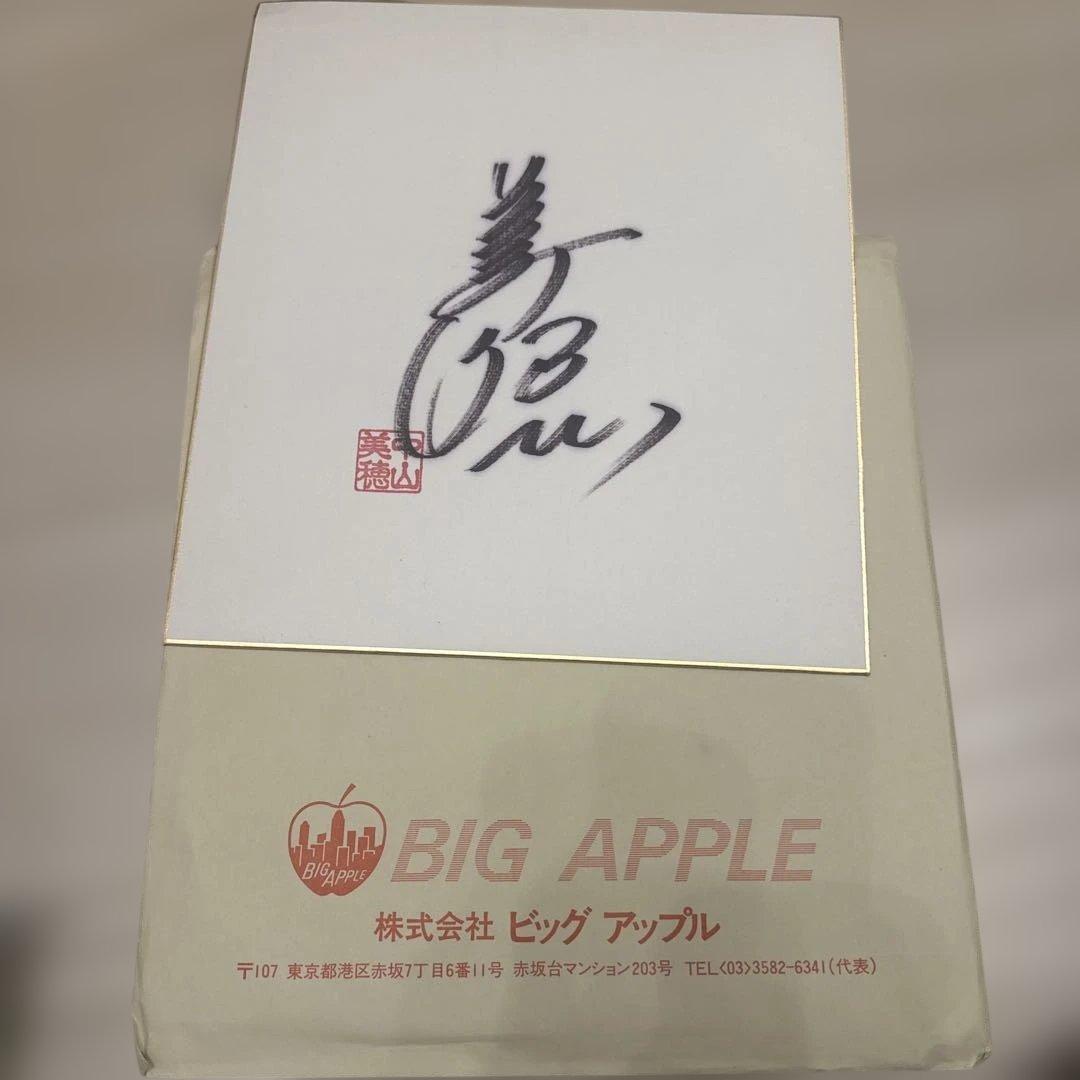 美穂
中山
美穂
BIG APPLE
BIG APPLE
株式会社 ビッグ アップル
〒107 東京都港区赤坂7丁目6番11号 赤坂台マンション203号 TEL<03>3582-6341(代表)